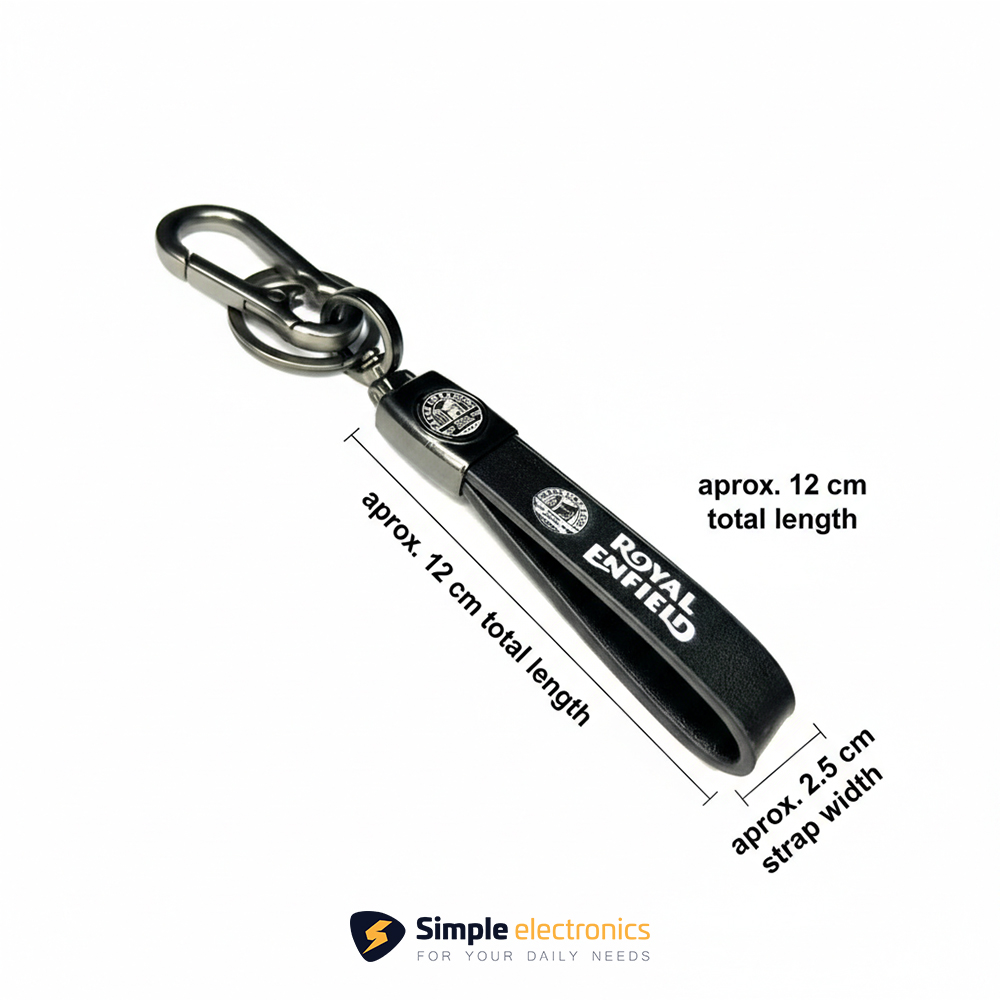 aprox. 12 cm
total length
aprox. 12 cm total length
ROYAL
ENFIELD
aprox. 2.5 cm
strap width
Simple electronics
FOR YOUR DAILY NEEDS